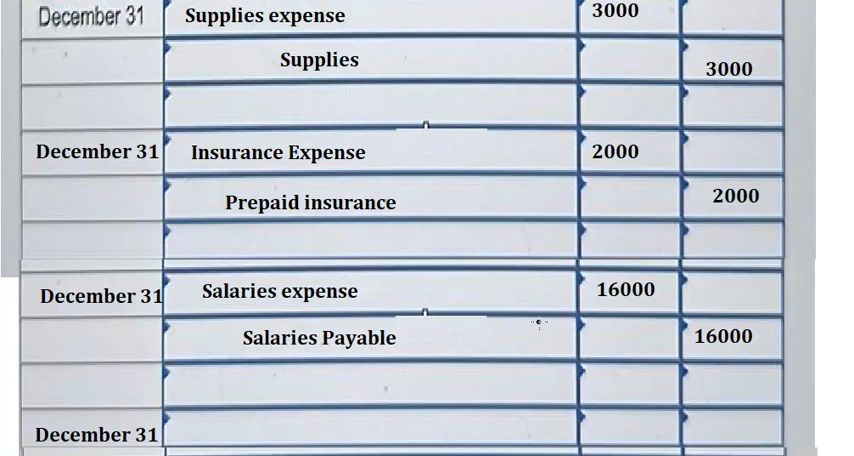 December 31 Supplies expense 3000
Supplies 3000
December 31 Insurance Expense 2000
Prepaid insurance 2000
December 31 Salaries expense 16000
Salaries Payable 16000
December 31